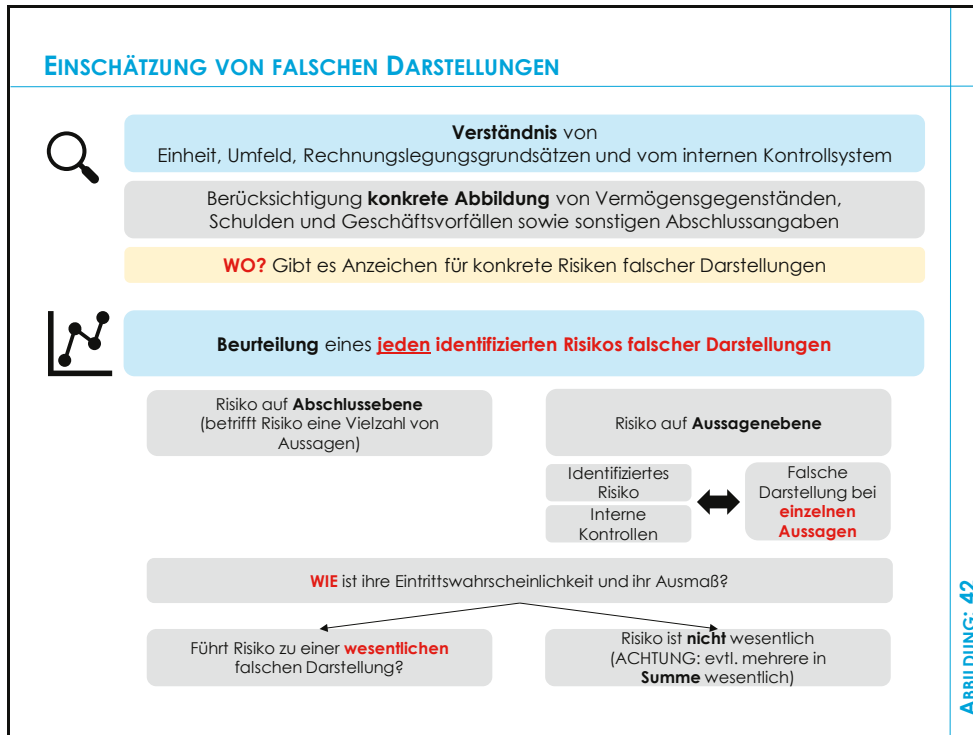 EINSCHÄTZUNG VON FALSCHEN DARSTELLUNGEN
Verständnis von
Einheit, Umfeld, Rechnungslegungsgrundsätzen und vom internen Kontrollsystem
Berücksichtigung konkrete Abbildung von Vermögensgegenständen,
Schulden und Geschäftsvorfällen sowie sonstigen Abschlussangaben
WO? Gibt es Anzeichen für konkrete Risiken falscher Darstellungen
Beurteilung eines jeden identifizierten Risikos falscher Darstellungen
Risiko auf Abschlussebene
(betrifft Risiko eine Vielzahl von
Aussagen)
Risiko auf Aussagenebene
Identifiziertes
Risiko
Interne
Kontrollen
Falsche
Darstellung bei
einzelnen
Aussagen
WIE ist ihre Eintrittswahrscheinlichkeit und ihr Ausmaß?
Führt Risiko zu einer wesentlichen
falschen Darstellung?
Risiko ist nicht wesentlich
(ACHTUNG: evtl. mehrere in
Summe wesentlich)
ABBILDUNG: 42